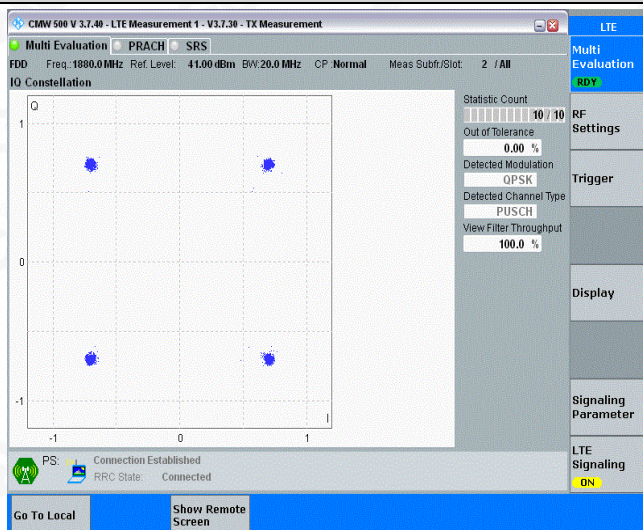 CMW 500 V 3.7.40 - LTE Measurement 1 - V3.7.30 - TX Measurement
LTE
Multi Evaluation PRACH SRS
FDD Freq.:1880.0 MHz Ref. Level: 41.00 dBm BW:20.0 MHz CP :Normal Meas Subfr./Slot: 2 / All
IQ Constellation
Q
1
0
-1
-1 0 1
I
Statistic Count
10 / 10
Out of Tolerance
0.00 %
Detected Modulation
QPSK
Detected Channel Type
PUSCH
View Filter Throughput
100.0 %
Multi
Evaluation
RDY
RF
Settings
Trigger
Display
Signaling
Parameter
LTE
Signaling
ON
PS: Connection Established
RRC State: Connected
Go To Local
Show Remote
Screen